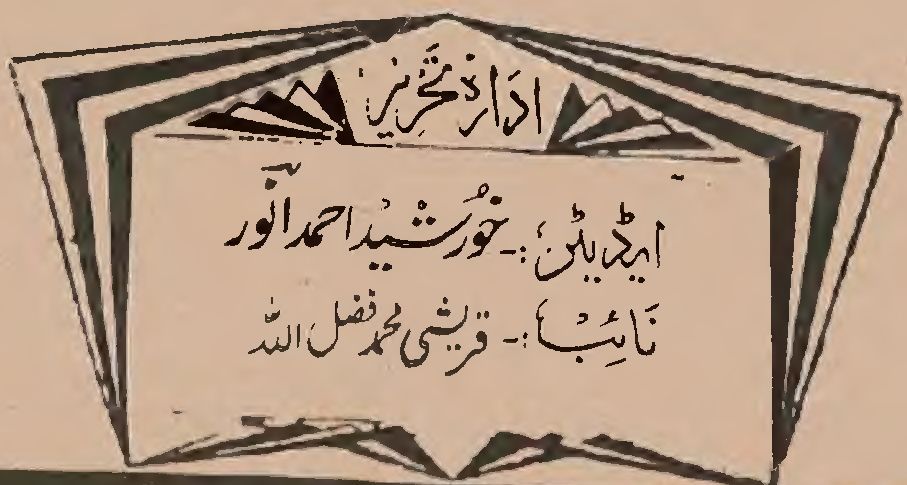 ادارۂ تحریر
ایڈیٹر:- خورشید احمد انور
نائب:- قریشی محمد فضل اللہ